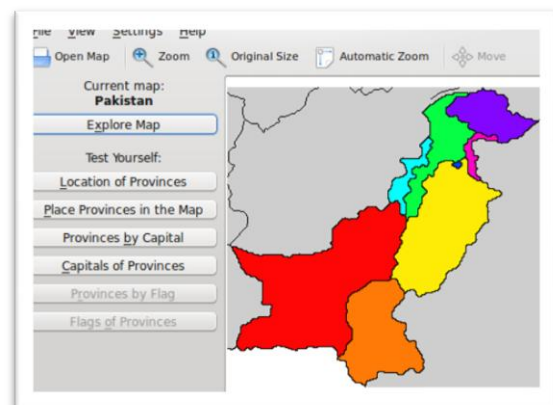 File View Settings Help
Open Map Zoom Original Size Automatic Zoom Move
Current map:
Pakistan
Explore Map
Test Yourself:
Location of Provinces
Place Provinces in the Map
Provinces by Capital
Capitals of Provinces
Provinces by Flag
Flags of Provinces